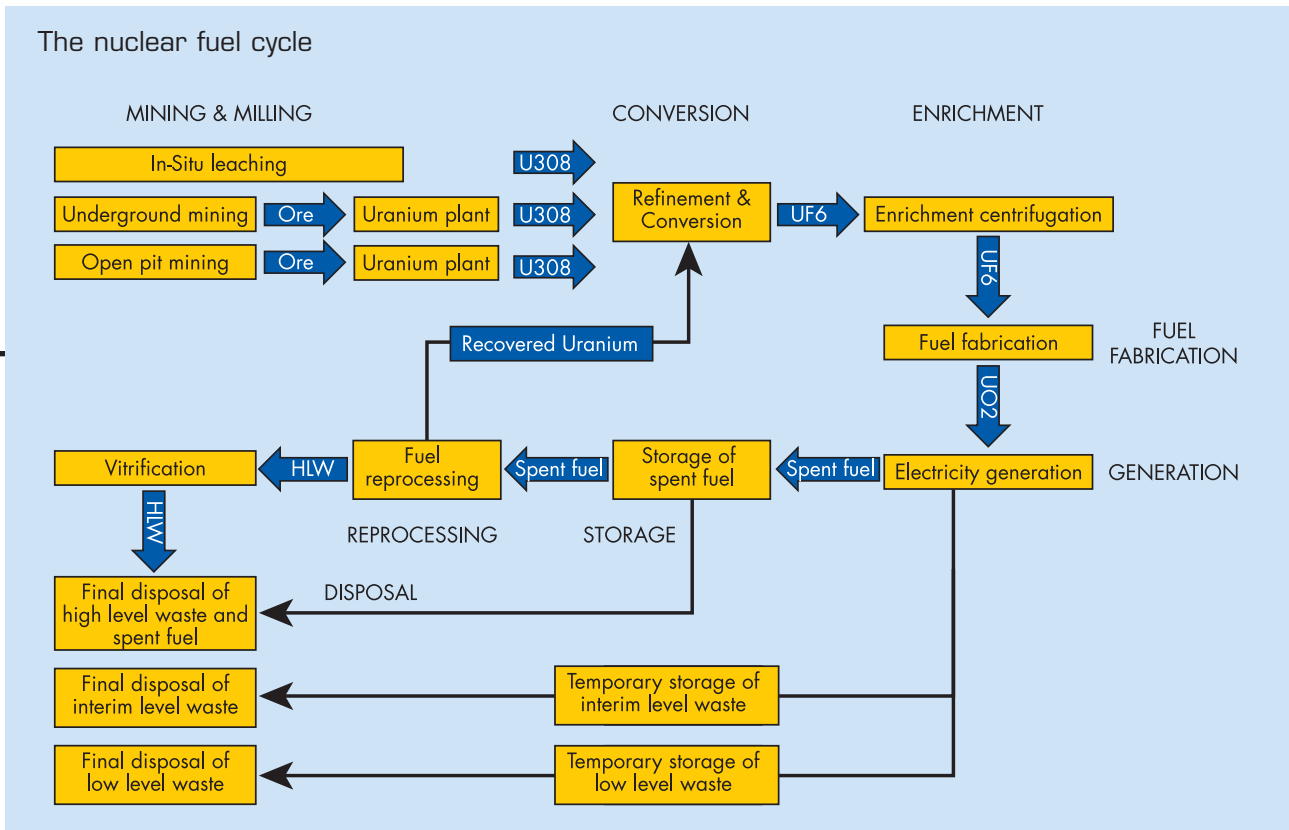 The nuclear fuel cycle
MINING & MILLING
CONVERSION
ENRICHMENT
In-Situ leaching
U308
Underground mining
Ore
Uranium plant
U308
Refinement &
Conversion
UF6
Enrichment centrifugation
Open pit mining
Ore
Uranium plant
U308
UF6
Recovered Uranium
Fuel fabrication
FUEL
FABRICATION
UO2
Vitrification
HLW
Fuel
reprocessing
Spent fuel
Storage of
spent fuel
Spent fuel
Electricity generation
GENERATION
HLW
REPROCESSING
STORAGE
Final disposal of
high level waste and
spent fuel
DISPOSAL
Final disposal of
interim level waste
Temporary storage of
interim level waste
Final disposal of
low level waste
Temporary storage of
low level waste